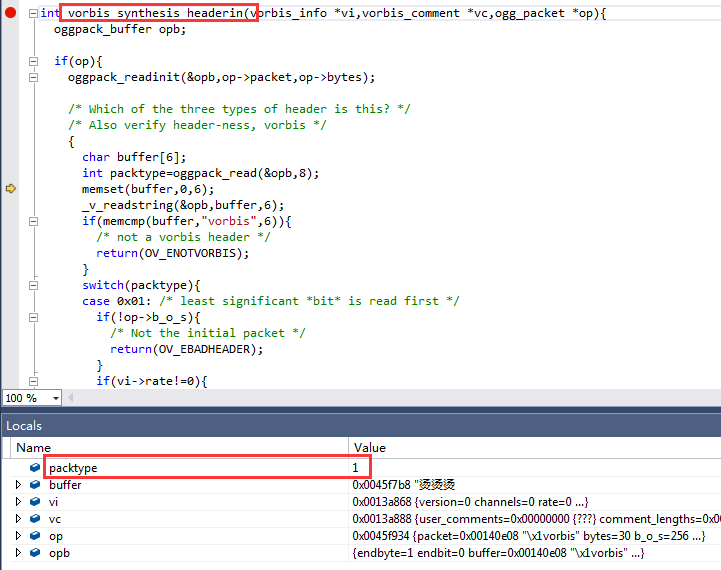 int vorbis_synthesis_headerin(vorbis_info *vi,vorbis_comment *vc,ogg_packet *op){
oggpack_buffer opb;
if(op){
oggpack_readinit(&opb,op->packet,op->bytes);
/* Which of the three types of header is this? */
/* Also verify header-ness, vorbis */
{
char buffer[6];
int packtype=oggpack_read(&opb,8);
memset(buffer,0,6);
_v_readstring(&opb,buffer,6);
if(memcmp(buffer,"vorbis",6)){
/* not a vorbis header */
return(OV_ENOTVORBIS);
}
switch(packtype){
case 0x01: /* least significant *bit* is read first */
if(!op->b_o_s){
/* Not the initial packet */
return(OV_EBADHEADER);
}
if(vi->rate!=0){
100 %
Locals
Name Value
packtype 1
buffer 0x0045f7b8 "烫烫烫
vi 0x0013a868 {version=0 channels=0 rate=0 ...}
vc 0x0013a888 {user_comments=0x00000000 {???} comment_lengths=0x0
op 0x0045f934 {packet=0x00140e08 "\x1vorbis" bytes=30 b_o_s=256 ...}
opb {endbyte=1 endbit=0 buffer=0x00140e08 "\x1vorbis" ...}